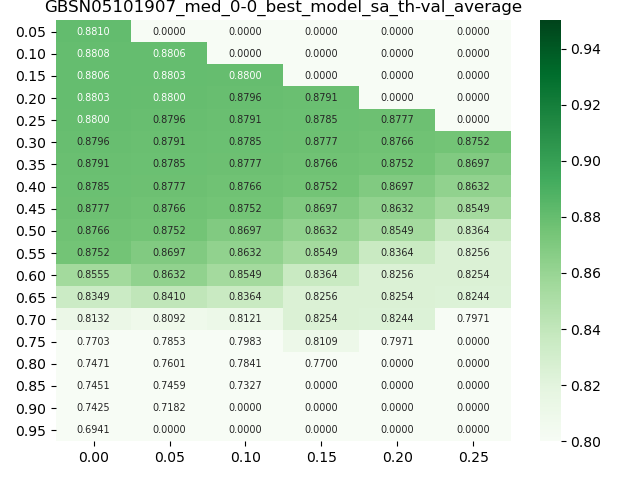 GBSN05101907_med_0-0_best_model_sa_th-val_average
0.05 0.8810 0.0000 0.0000 0.0000 0.0000 0.0000
0.10 0.8808 0.8806 0.0000 0.0000 0.0000 0.0000
0.15 0.8806 0.8803 0.8800 0.0000 0.0000 0.0000
0.20 0.8803 0.8800 0.8796 0.8791 0.0000 0.0000
0.25 0.8800 0.8796 0.8791 0.8785 0.8777 0.0000
0.30 0.8796 0.8791 0.8785 0.8777 0.8766 0.8752
0.35 0.8791 0.8785 0.8777 0.8766 0.8752 0.8697
0.40 0.8785 0.8777 0.8766 0.8752 0.8697 0.8632
0.45 0.8777 0.8766 0.8752 0.8697 0.8632 0.8549
0.50 0.8766 0.8752 0.8697 0.8632 0.8549 0.8364
0.55 0.8752 0.8697 0.8632 0.8549 0.8364 0.8256
0.60 0.8555 0.8632 0.8549 0.8364 0.8256 0.8254
0.65 0.8349 0.8410 0.8364 0.8256 0.8254 0.8244
0.70 0.8132 0.8092 0.8121 0.8254 0.8244 0.7971
0.75 0.7703 0.7853 0.7983 0.8109 0.7971 0.0000
0.80 0.7471 0.7601 0.7841 0.7700 0.0000 0.0000
0.85 0.7451 0.7459 0.7327 0.0000 0.0000 0.0000
0.90 0.7425 0.7182 0.0000 0.0000 0.0000 0.0000
0.95 0.6941 0.0000 0.0000 0.0000 0.0000 0.0000
0.00 0.05 0.10 0.15 0.20 0.25
0.94
0.92
0.90
0.88
0.86
0.84
0.82
0.80